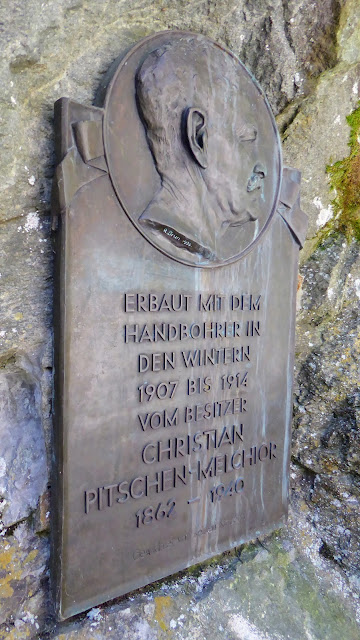 ERBAUT MIT DEM
HANDBOHRER IN
DEN WINTERN
1907 BIS 1914
VOM BESITZER
CHRISTIAN
PITSCHEN-MELCHIOR
1862 – 1940